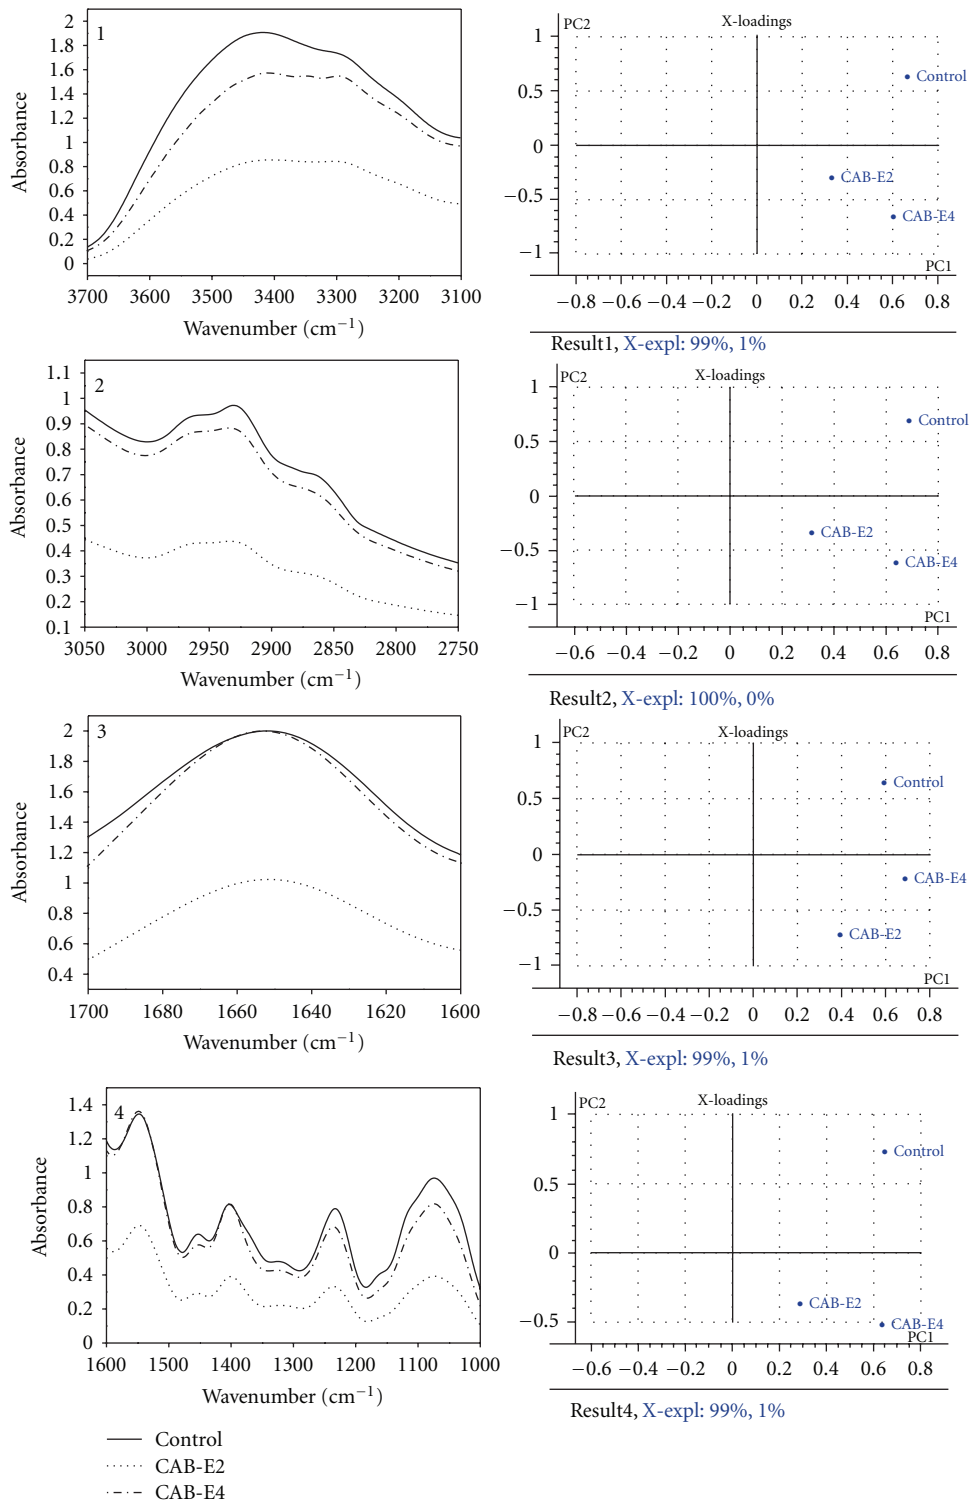 1
2
1.8
1.6
1.4
1.2
1
0.8
0.6
0.4
0.2
0
Absorbance
3700 3600 3500 3400 3300 3200 3100
Wavenumber (cm−1)
PC2
X-loadings
1
0.5
0
−0.5
−1
Control
CAB-E2
CAB-E4
PC1
−0.8 −0.6 −0.4 −0.2 0 0.2 0.4 0.6 0.8
Result1, X-expl: 99%, 1%
2
1.1
1
0.9
0.8
0.7
0.6
0.5
0.4
0.3
0.2
0.1
Absorbance
3050 3000 2950 2900 2850 2800 2750
Wavenumber (cm−1)
PC2
X-loadings
1
0.5
0
−0.5
−1
Control
CAB-E2
CAB-E4
PC1
−0.6 −0.4 −0.2 0 0.2 0.4 0.6 0.8
Result2, X-expl: 100%, 0%
3
2
1.8
1.6
1.4
1.2
1
0.8
0.6
0.4
Absorbance
1700 1680 1660 1640 1620 1600
Wavenumber (cm−1)
PC2
X-loadings
1
0.5
0
−0.5
−1
Control
CAB-E4
CAB-E2
PC1
−0.8 −0.6 −0.4 −0.2 0 0.2 0.4 0.6 0.8
Result3, X-expl: 99%, 1%
4
1.4
1.2
1
0.8
0.6
0.4
0.2
0
Absorbance
1600 1500 1400 1300 1200 1100 1000
Wavenumber (cm−1)
PC2
X-loadings
1
0.5
0
−0.5
Control
CAB-E2
CAB-E4
PC1
−0.6 −0.4 −0.2 0 0.2 0.4 0.6 0.8
Result4, X-expl: 99%, 1%
Control
CAB-E2
CAB-E4